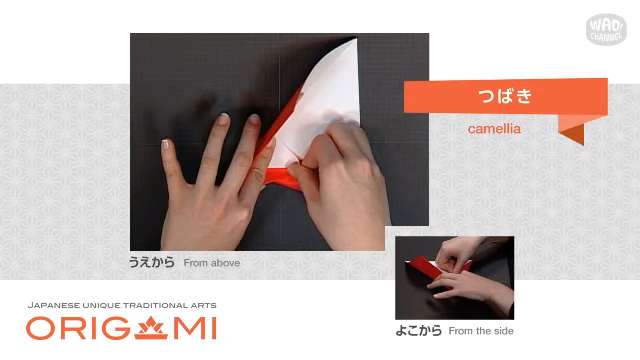 WAO!
CHANNEL
つばき
camellia
うえから From above
よこから From the side
JAPANESE UNIQUE TRADITIONAL ARTS
ORIGAMI